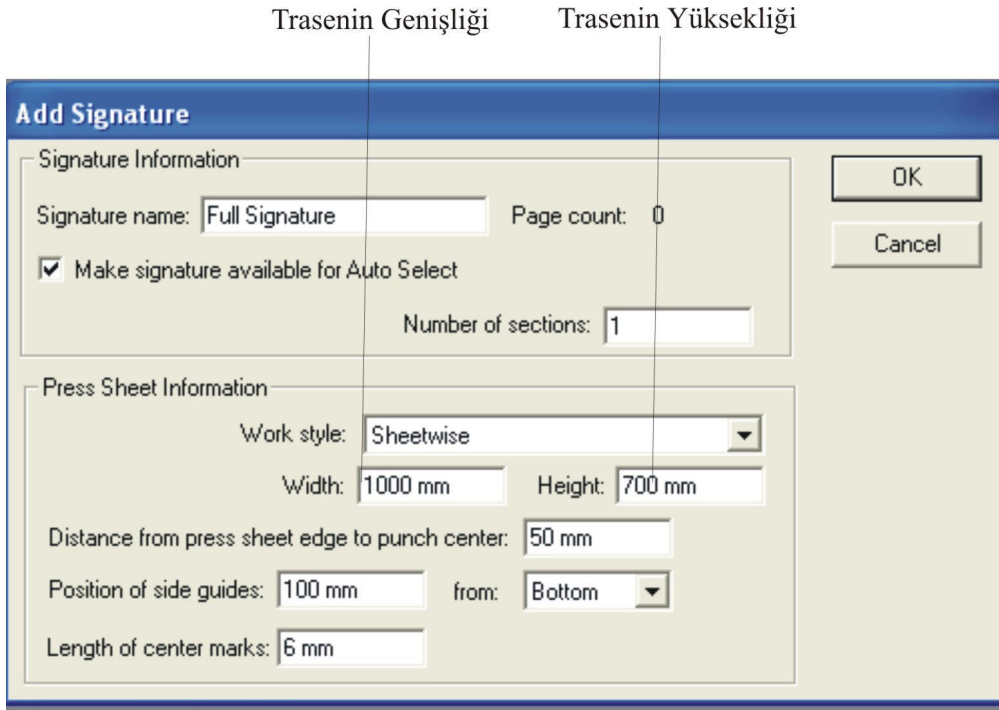 Trasenin Genişliği Trasenin Yüksekliği
Add Signature
Signature Information
Signature name: Full Signature Page count: 0
OK
Make signature available for Auto Select
Cancel
Number of sections: 1
Press Sheet Information
Work style: Sheetwise
Width: 1000 mm Height: 700 mm
Distance from press sheet edge to punch center: 50 mm
Position of side guides: 100 mm from: Bottom
Length of center marks: 6 mm